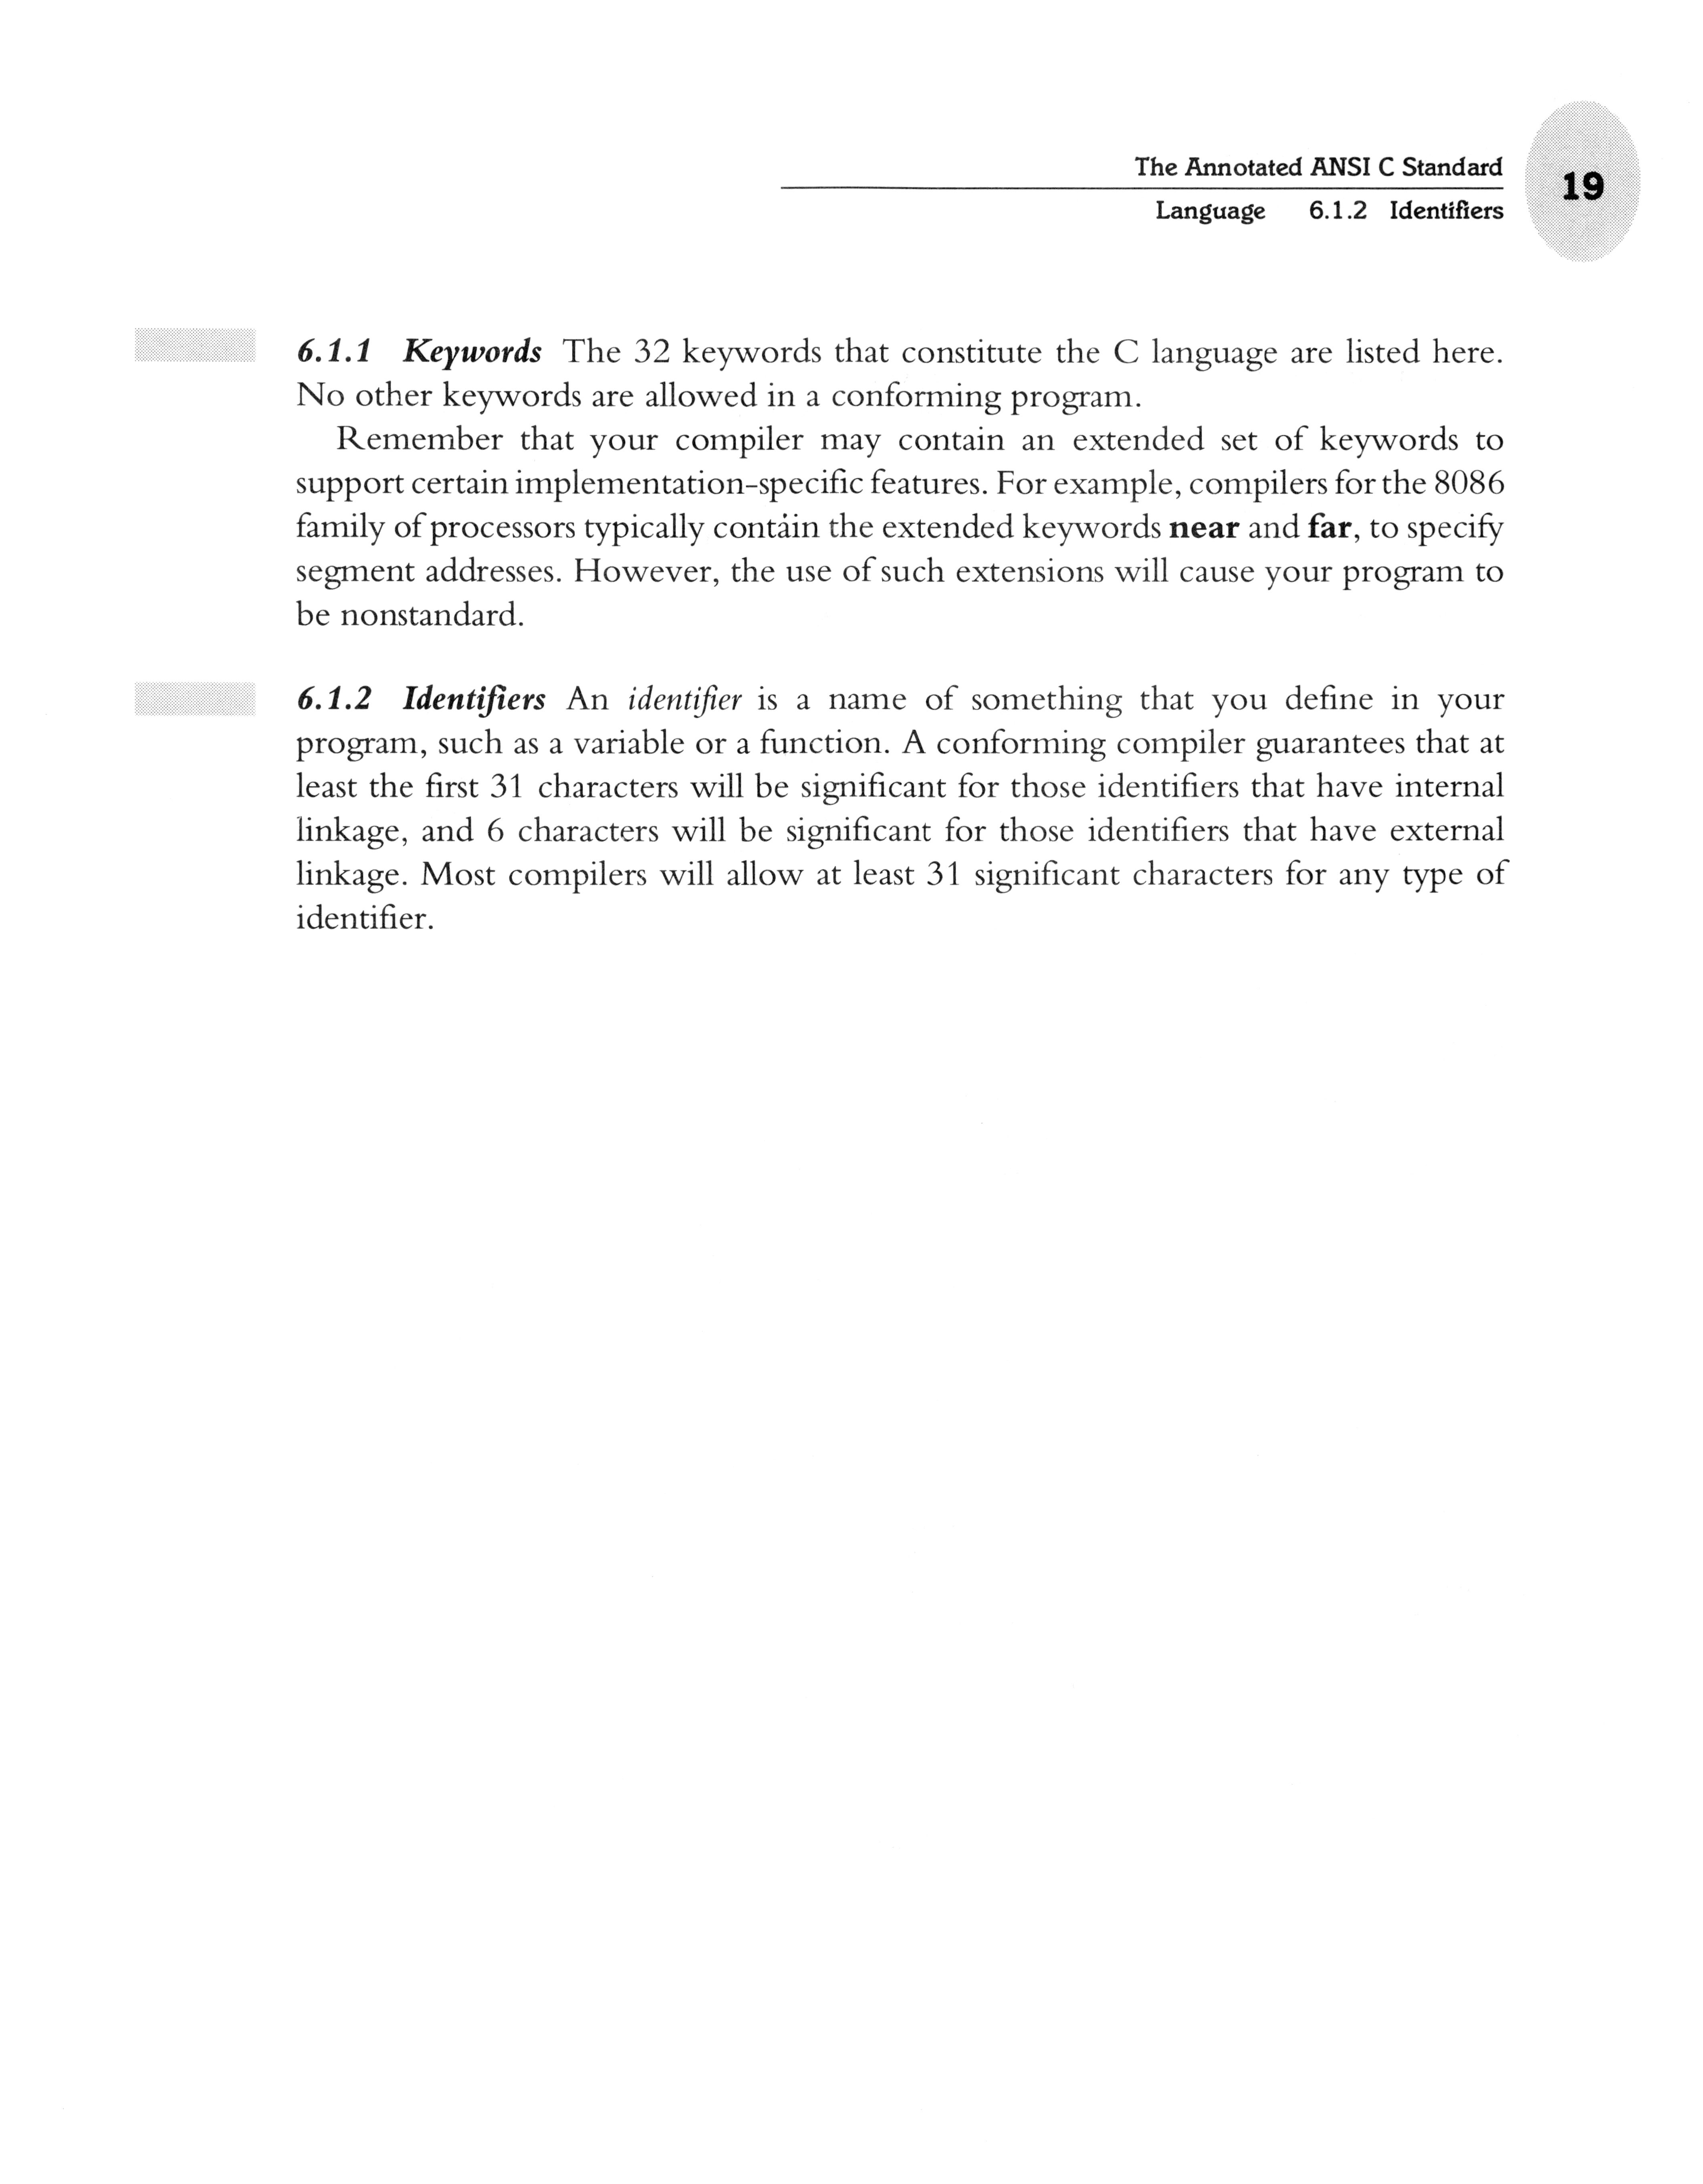 The Annotated ANSI C Standard
Language 6.1.2 Identifiers
19
6.1.1 Keywords The 32 keywords that constitute the C language are listed here.
No other keywords are allowed in a conforming program.
Remember that your compiler may contain an extended set of keywords to
support certain implementation-specific features. For example, compilers for the 8086
family of processors typically contain the extended keywords near and far, to specify
segment addresses. However, the use of such extensions will cause your program to
be nonstandard.
6.1.2 Identifiers An identifier is a name of something that you define in your
program, such as a variable or a function. A conforming compiler guarantees that at
least the first 31 characters will be significant for those identifiers that have internal
linkage, and 6 characters will be significant for those identifiers that have external
linkage. Most compilers will allow at least 31 significant characters for any type of
identifier.